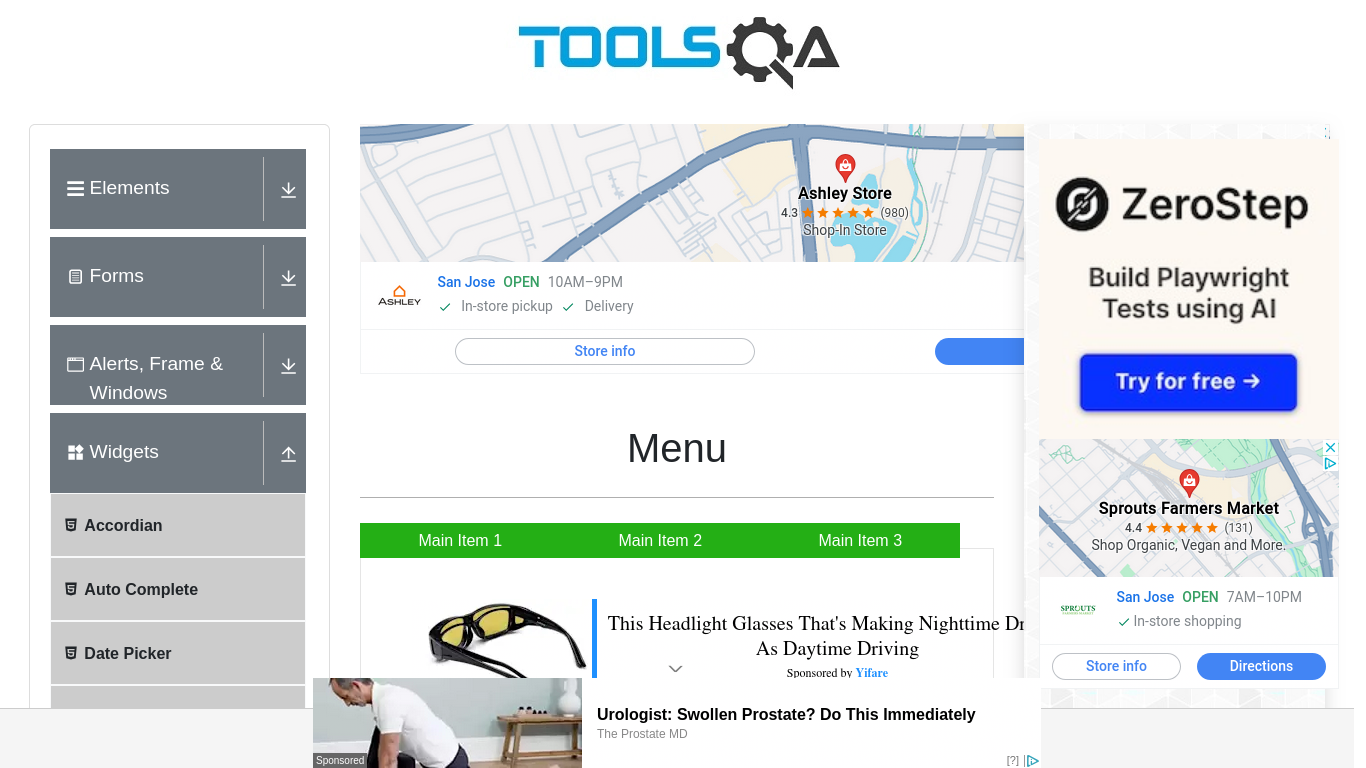 TOOLSQA
Elements
Forms
Alerts, Frame &
Windows
Widgets
Accordian
Auto Complete
Date Picker
Ashley Store
4.3 ★★★★★ (980)
Shop-In Store
ASHLEY
San Jose OPEN 10AM–9PM
✓ In-store pickup ✓ Delivery
Store info
Menu
Main Item 1
Main Item 2
Main Item 3
This Headlight Glasses That's Making Nighttime
As Daytime Driving
Sponsored by Yifare
ZeroStep
Build Playwright
Tests using AI
Try for free →
Sprouts Farmers Market
4.4 ★★★★★ (131)
Shop Organic, Vegan and More.
SPROUTS
San Jose OPEN 7AM–10PM
✓ In-store shopping
Store info
Directions
Sponsored
Urologist: Swollen Prostate? Do This Immediately
The Prostate MD
[?]